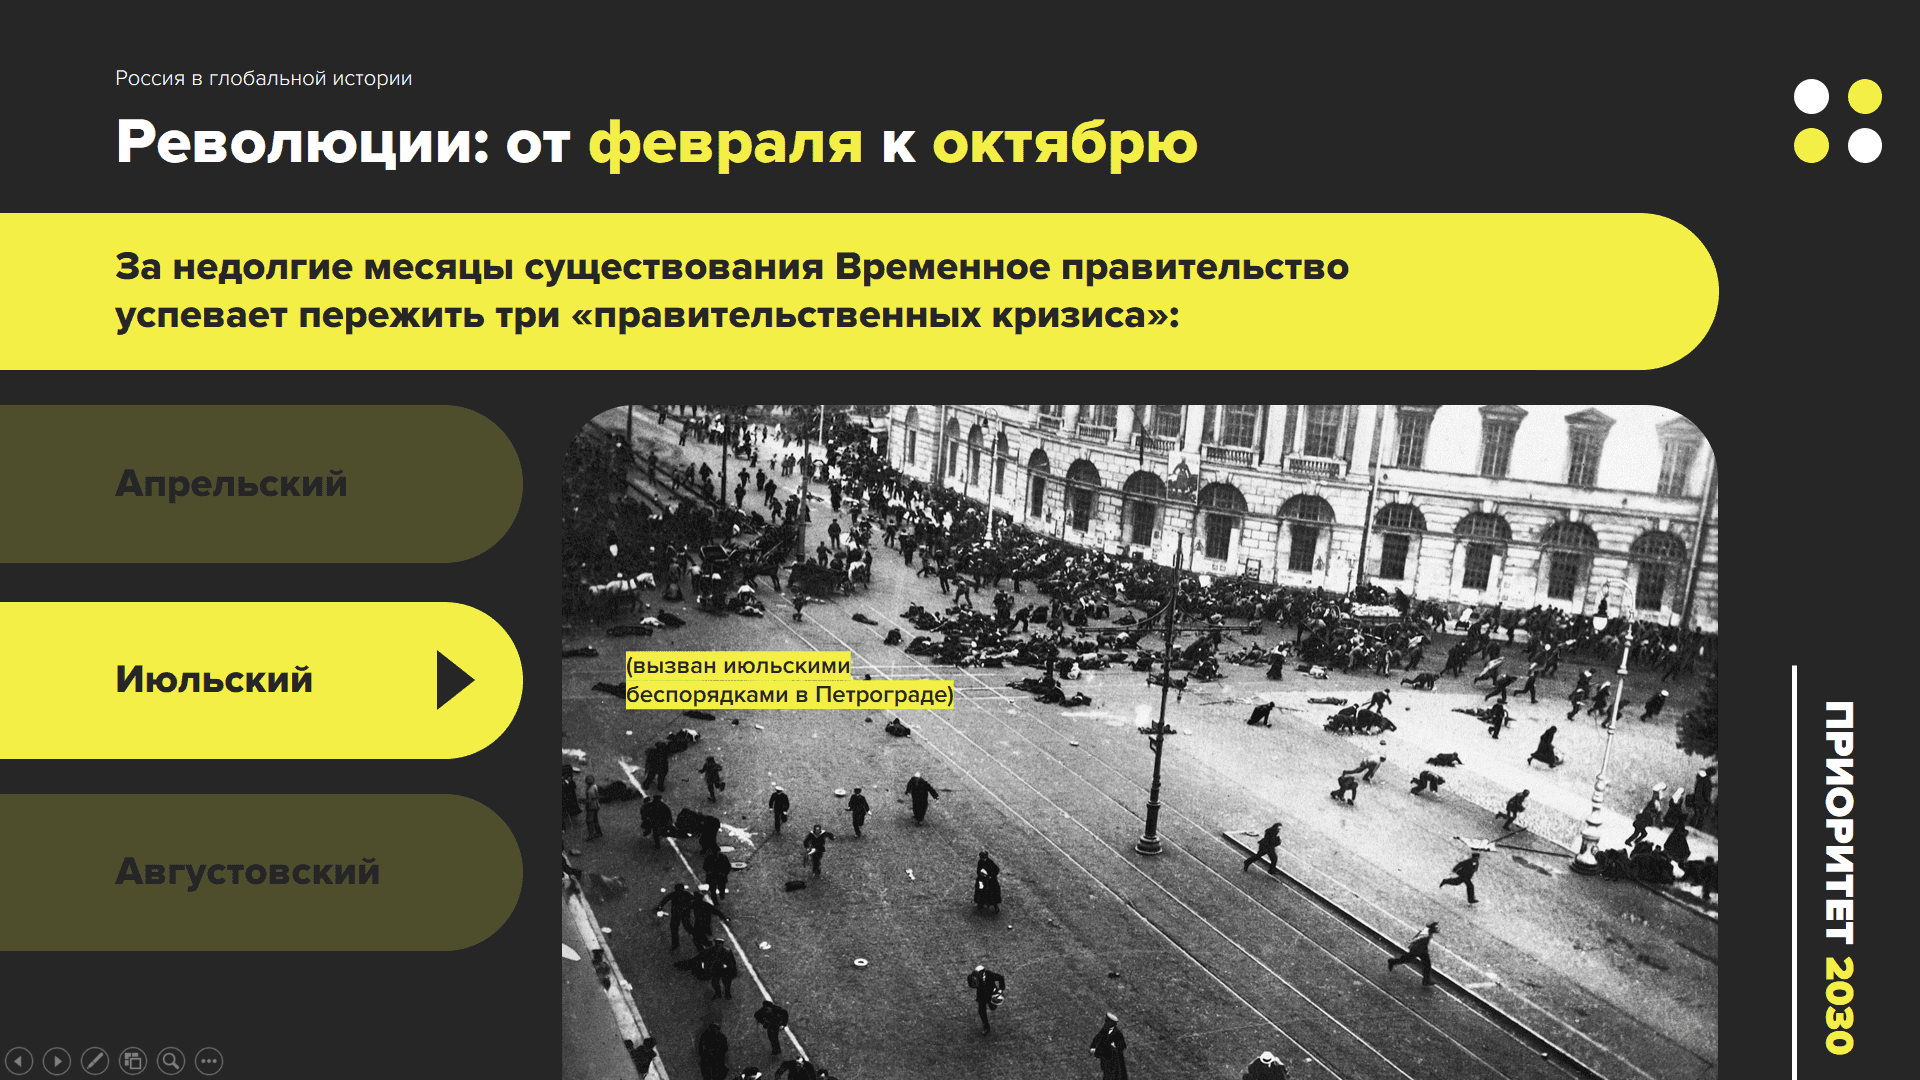 Россия в глобальной истории
Революции: от февраля к октябрю
За недолгие месяцы существования Временное правительство
успевает пережить три «правительственных кризиса»:
Апрельский
Июльский
(вызван июльскими
беспорядками в Петрограде)
Августовский
ПРИОРИТЕТ 2030